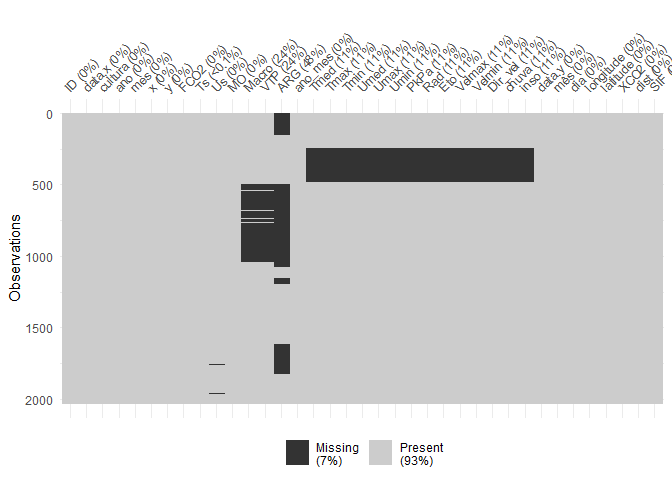 ID (0%)
data_x (0%)
cultura (0%)
ano (0%)
mes (0%)
x (0%)
y (0%)
FCO2 (0%)
Ts (<0.1%)
Us (0%)
MO (0%)
Macro (24%)
VTP (24%)
ARG (48%)
ano_mes (0%)
Tmed (11%)
Tmax (11%)
Tmin (11%)
Umed (11%)
Umax (11%)
Umin (11%)
PkPa (11%)
Rad (11%)
Eto (11%)
Velmax (11%)
Velmin (11%)
Dir_vel (11%)
chuva (11%)
inso (11%)
data_y (0%)
mês (0%)
dia (0%)
longitude (0%)
latitude (0%)
XCO2 (0%)
dist (0%)
SIF
0
500
1000
1500
2000
Observations
Missing
(7%)
Present
(93%)